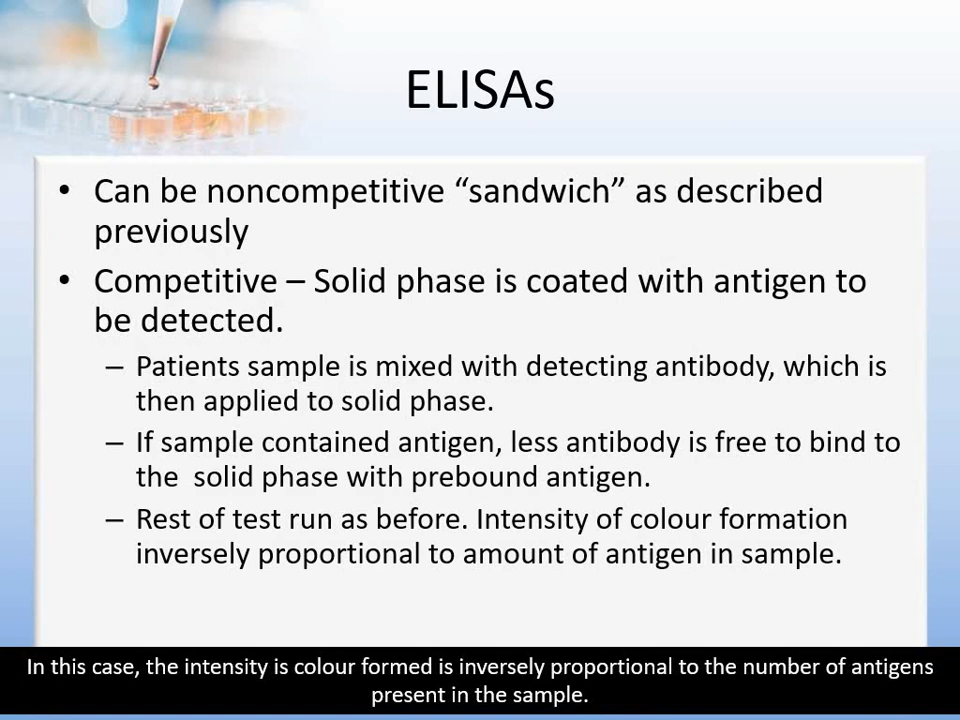 ELISAs
• Can be noncompetitive “sandwich” as described
previously
• Competitive – Solid phase is coated with antigen to
be detected.
– Patients sample is mixed with detecting antibody, which is
then applied to solid phase.
– If sample contained antigen, less antibody is free to bind to
the  solid phase with prebound antigen.
– Rest of test run as before. Intensity of colour formation
inversely proportional to amount of antigen in sample.
In this case, the intensity is colour formed is inversely proportional to the number of antigens
present in the sample.